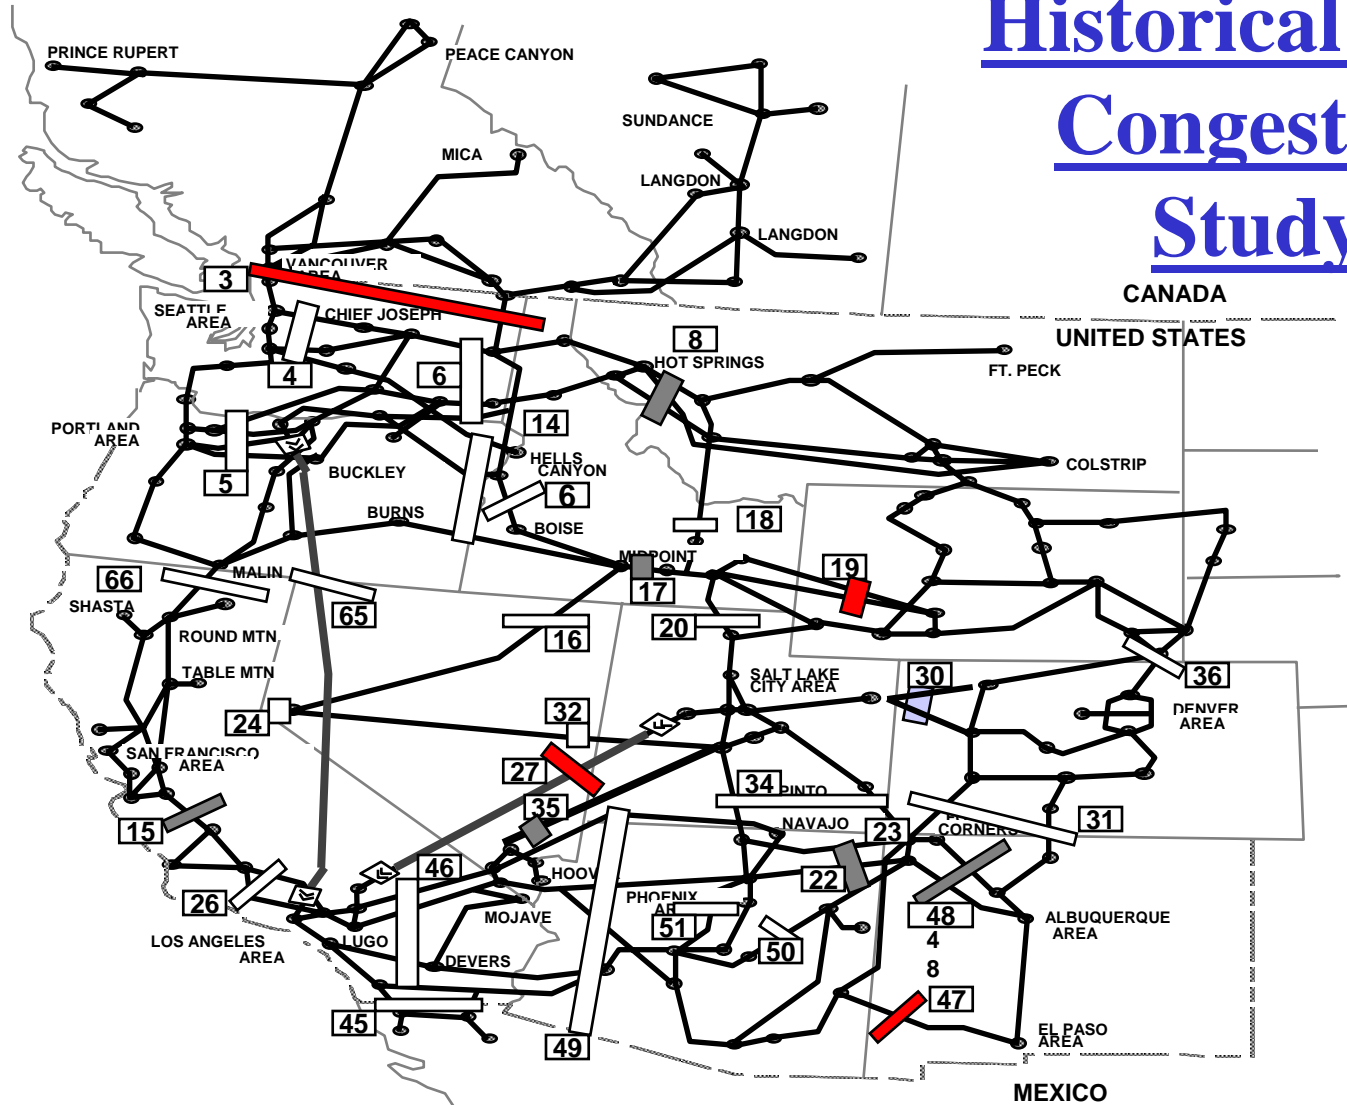 Historical
Congest
Study
PRINCE RUPERT
PEACE CANYON
SUNDANCE
MICA
LANGDON
LANGDON
CANADA
UNITED STATES
VANCOUVER
AREA
3
SEATTLE
AREA
CHIEF JOSEPH
4
6
8
HOT SPRINGS
FT. PECK
PORTLAND
AREA
5
BUCKLEY
14
HELLS
CANYON
6
COLSTRIP
BURNS
BOISE
18
MIDPOINT
17
19
66
MALIN
SHASTA
65
ROUND MTN
16
20
TABLE MTN
SALT LAKE
CITY AREA
30
36
24
32
DENVER
AREA
SAN FRANCISCO
AREA
27
34
PINTO
15
35
NAVAJO
23
CORNERS
31
46
HOOV
22
26
MOJAVE
PHOENIX
AR
51
50
48
4
8
ALBUQUERQUE
AREA
LOS ANGELES
AREA
LUGO
DEVERS
47
45
49
EL PASO
AREA
MEXICO